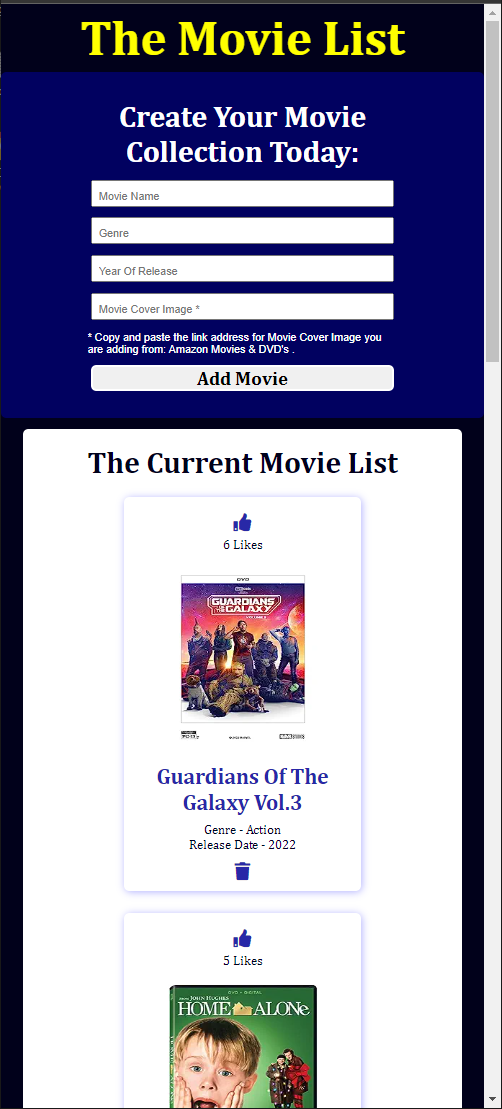 The Movie List
Create Your Movie
Collection Today:
Movie Name
Genre
Year Of Release
Movie Cover Image *
* Copy and paste the link address for Movie Cover Image you
are adding from: Amazon Movies & DVD's .
Add Movie
The Current Movie List
6 Likes
DVD
GUARDIANS
OF THE
GALAXY
VOLUME 3
Guardians Of The
Galaxy Vol.3
Genre - Action
Release Date - 2022
5 Likes
DVD + DIGITAL
JOHN HUGHES
HOME ALONe